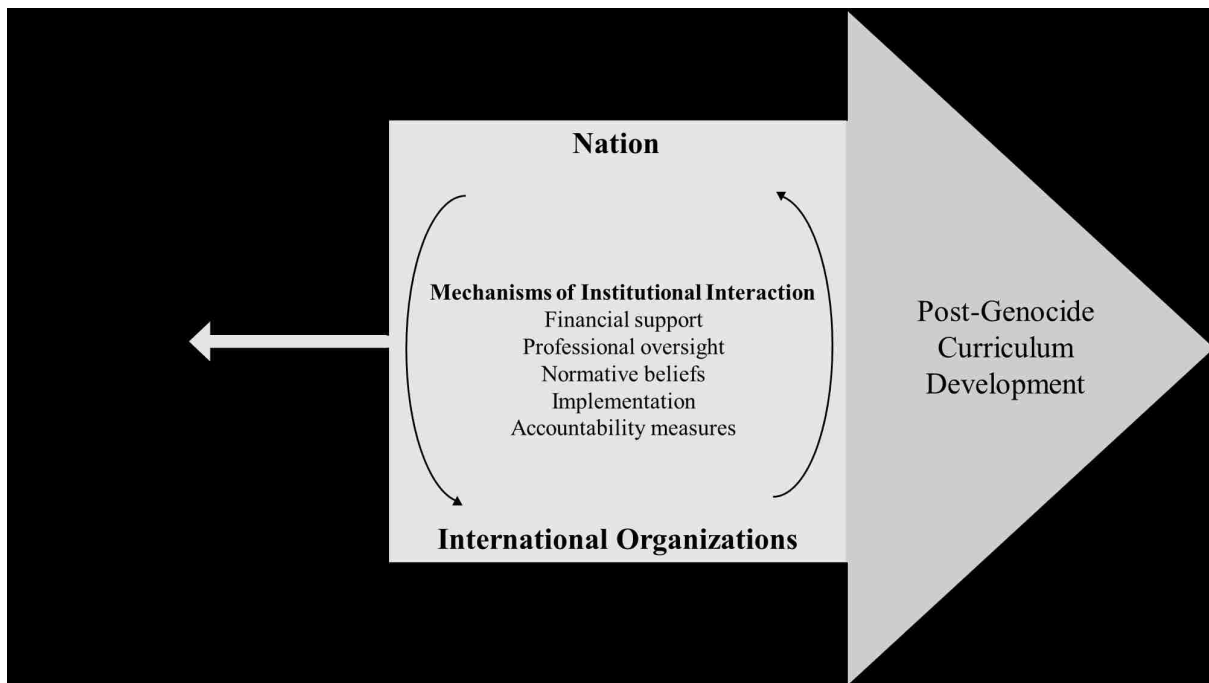 Nation
Mechanisms of Institutional Interaction
Financial support
Professional oversight
Normative beliefs
Implementation
Accountability measures
International Organizations
Post-Genocide
Curriculum
Development